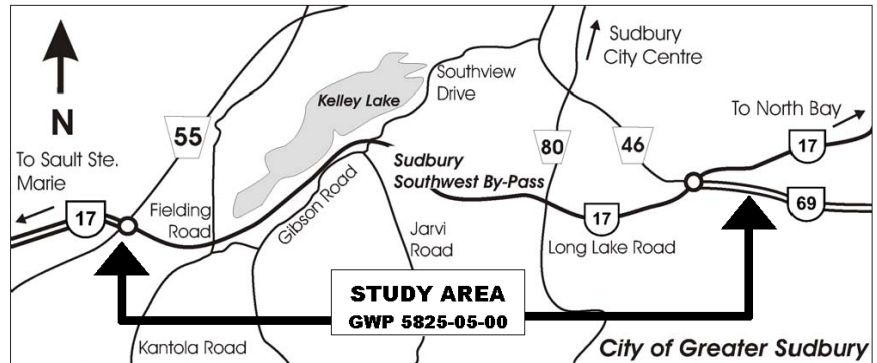 Sudbury
City Centre
Southview
Drive
Kelley Lake
To North Bay
17
N
55
80
46
To Sault Ste.
Marie
Sudbury
Southwest By-Pass
17
Fielding
Road
Gibson Road
69
17
Jarvi
Road
Long Lake Road
STUDY AREA
GWP 5825-05-00
Kantola Road
City of Greater Sudbury